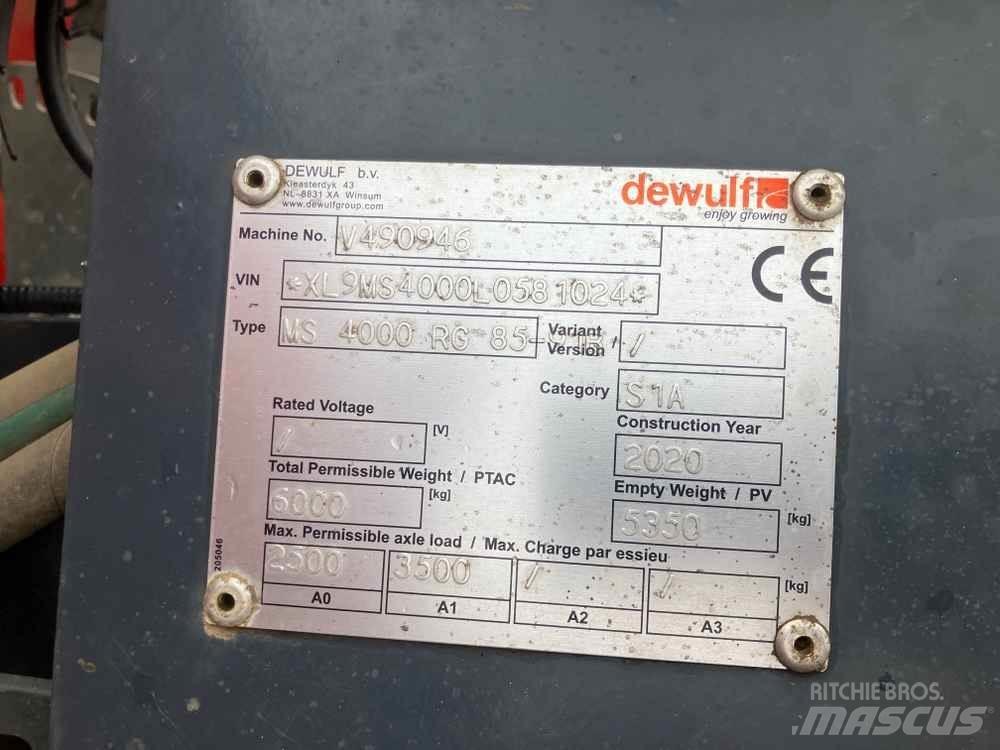 DEWULF b.v.
Kleasterdyk 43
NL-8831 XA Winsum
www.dewulfgroup.com
dewulf
enjoy growing
Machine No. V490946
CE
VIN *XL9MS4000L0581024*
Type MS 4000 RG 85-
Variant / Version /
Category S1A
Rated Voltage
/ [V]
Construction Year
2020
Total Permissible Weight / PTAC
6000 [kg]
Empty Weight / PV
5350 [kg]
Max. Permissible axle load / Max. Charge par essieu
2500 3500 / / [kg]
A0 A1 A2 A3
205046
RITCHIE BROS.
MASCUS